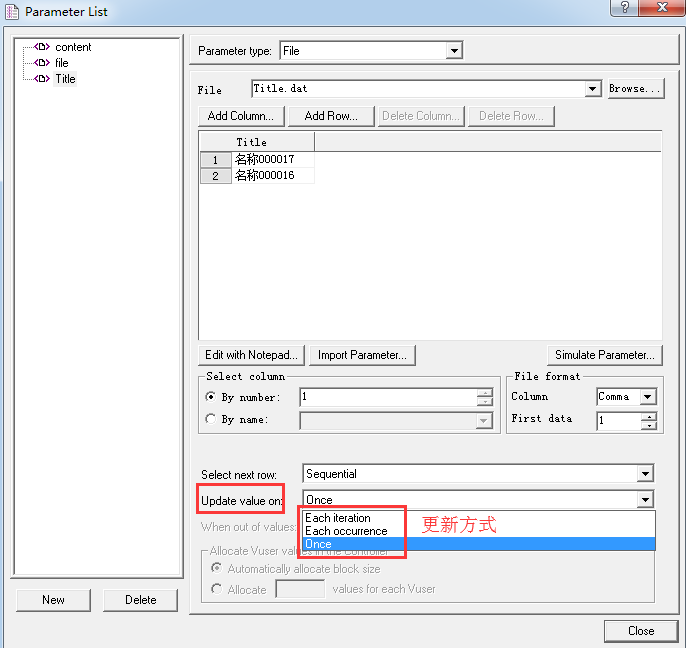 Parameter List
content
file
Title
Parameter type: File
File Title.dat Browse...
Add Column... Add Row... Delete Column... Delete Row...
Title
1 名称000017
2 名称000016
Edit with Notepad... Import Parameter... Simulate Parameter...
Select column File format
By number: 1 Column Comma
By name: First data 1
Select next row: Sequential
Update value on: Once
Each iteration
更新方式
Each occurrence
When out of values:
Once
Allocate Vuser values in the Controller
Automatically allocate block size
Allocate values for each Vuser
New Delete
Close